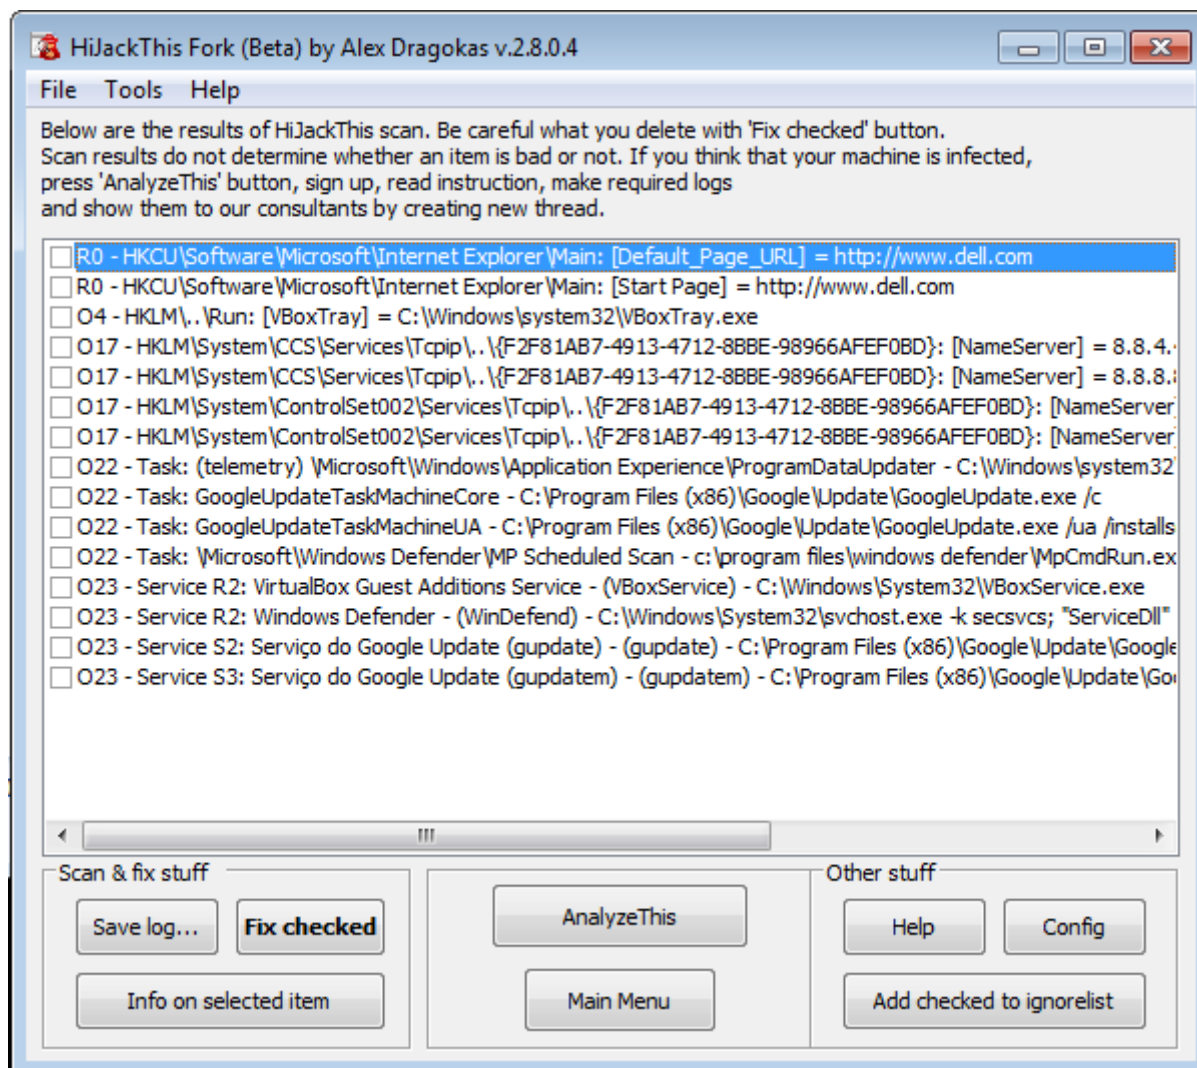 HiJackThis Fork (Beta) by Alex Dragokas v.2.8.0.4
File Tools Help
Below are the results of HiJackThis scan. Be careful what you delete with 'Fix checked' button.
Scan results do not determine whether an item is bad or not. If you think that your machine is infected,
press 'AnalyzeThis' button, sign up, read instruction, make required logs
and show them to our consultants by creating new thread.
R0 - HKCU\Software\Microsoft\Internet Explorer\Main: [Default_Page_URL] = http://www.dell.com
R0 - HKCU\Software\Microsoft\Internet Explorer\Main: [Start Page] = http://www.dell.com
O4 - HKLM\..\Run: [VBoxTray] = C:\Windows\system32\VBoxTray.exe
O17 - HKLM\System\CCS\Services\Tcpip\..\{F2F81AB7-4913-4712-8BBE-98966AFEF0BD}: [NameServer] = 8.8.4.
O17 - HKLM\System\CCS\Services\Tcpip\..\{F2F81AB7-4913-4712-8BBE-98966AFEF0BD}: [NameServer] = 8.8.8.
O17 - HKLM\System\ControlSet002\Services\Tcpip\..\{F2F81AB7-4913-4712-8BBE-98966AFEF0BD}: [NameServer]
O17 - HKLM\System\ControlSet002\Services\Tcpip\..\{F2F81AB7-4913-4712-8BBE-98966AFEF0BD}: [NameServer]
O22 - Task: (telemetry) \Microsoft\Windows\Application Experience\ProgramDataUpdater - C:\Windows\system32\
O22 - Task: GoogleUpdateTaskMachineCore - C:\Program Files (x86)\Google\Update\GoogleUpdate.exe /c
O22 - Task: GoogleUpdateTaskMachineUA - C:\Program Files (x86)\Google\Update\GoogleUpdate.exe /ua /installs
O22 - Task: \Microsoft\Windows Defender\MP Scheduled Scan - c:\program files\windows defender\MpCmdRun.ex
O23 - Service R2: VirtualBox Guest Additions Service - (VBoxService) - C:\Windows\System32\VBoxService.exe
O23 - Service R2: Windows Defender - (WinDefend) - C:\Windows\System32\svchost.exe -k secsvcs; "ServiceDll"
O23 - Service S2: Serviço do Google Update (gupdate) - (gupdate) - C:\Program Files (x86)\Google\Update\Google
O23 - Service S3: Serviço do Google Update (gupdatem) - (gupdatem) - C:\Program Files (x86)\Google\Update\Go
Scan & fix stuff
Other stuff
Save log... Fix checked AnalyzeThis Help Config
Info on selected item Main Menu Add checked to ignorelist